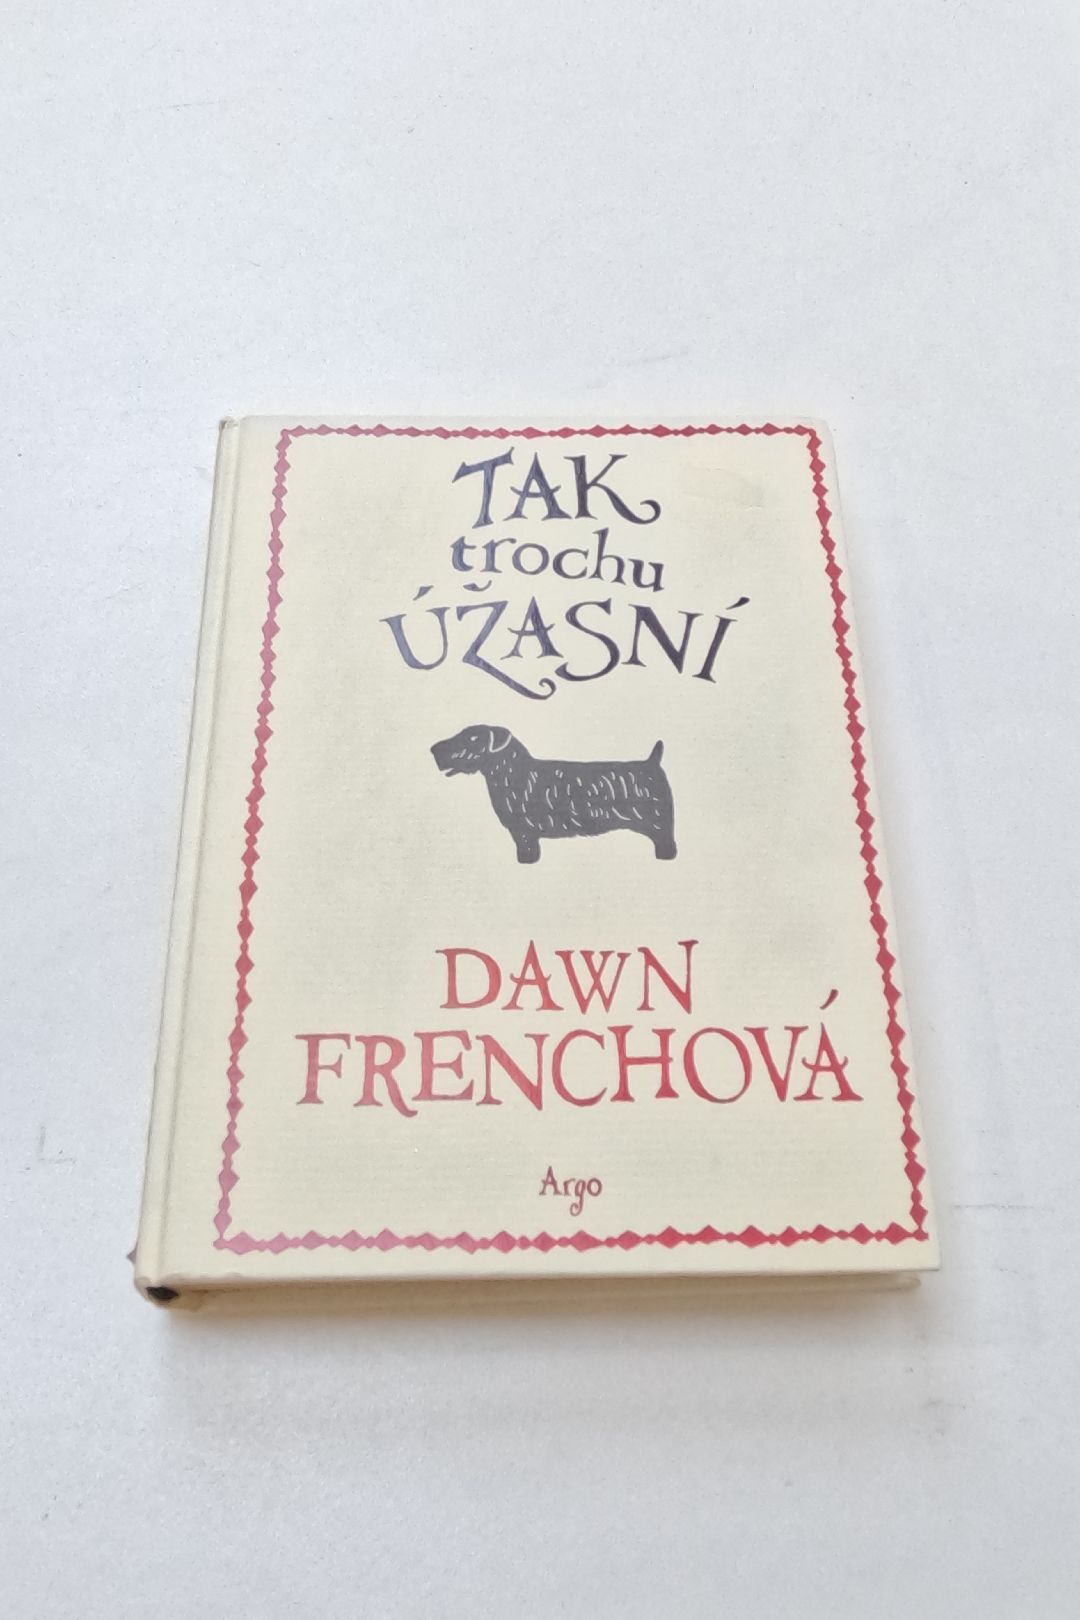 TAK
trochu
ÚŽASNÍ
DAWN
FRENCHOVÁ
Argo